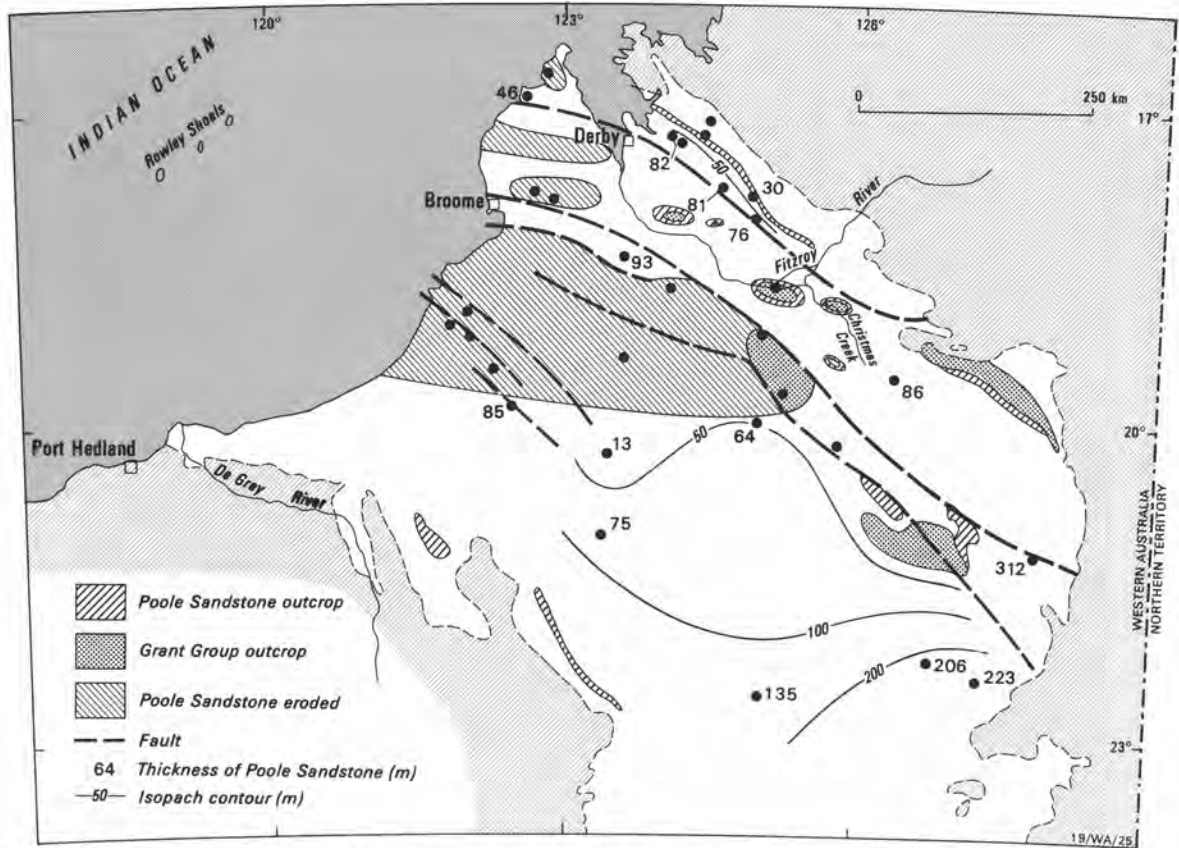 120°
123°
126°
INDIAN OCEAN
Rowley Shoals
0 250 km
17°
46
Derby
82
50
30
River
81
Broome
76
93
Fitzroy
Christmas
Creek
86
85
64
20°
13
50
Port Hedland
De Grey River
75
312
WESTERN AUSTRALIA
NORTHERN TERRITORY
100
200
206
223
135
23°
Poole Sandstone outcrop
Grant Group outcrop
Poole Sandstone eroded
Fault
64 Thickness of Poole Sandstone (m)
50 Isopach contour (m)
19/WA/25